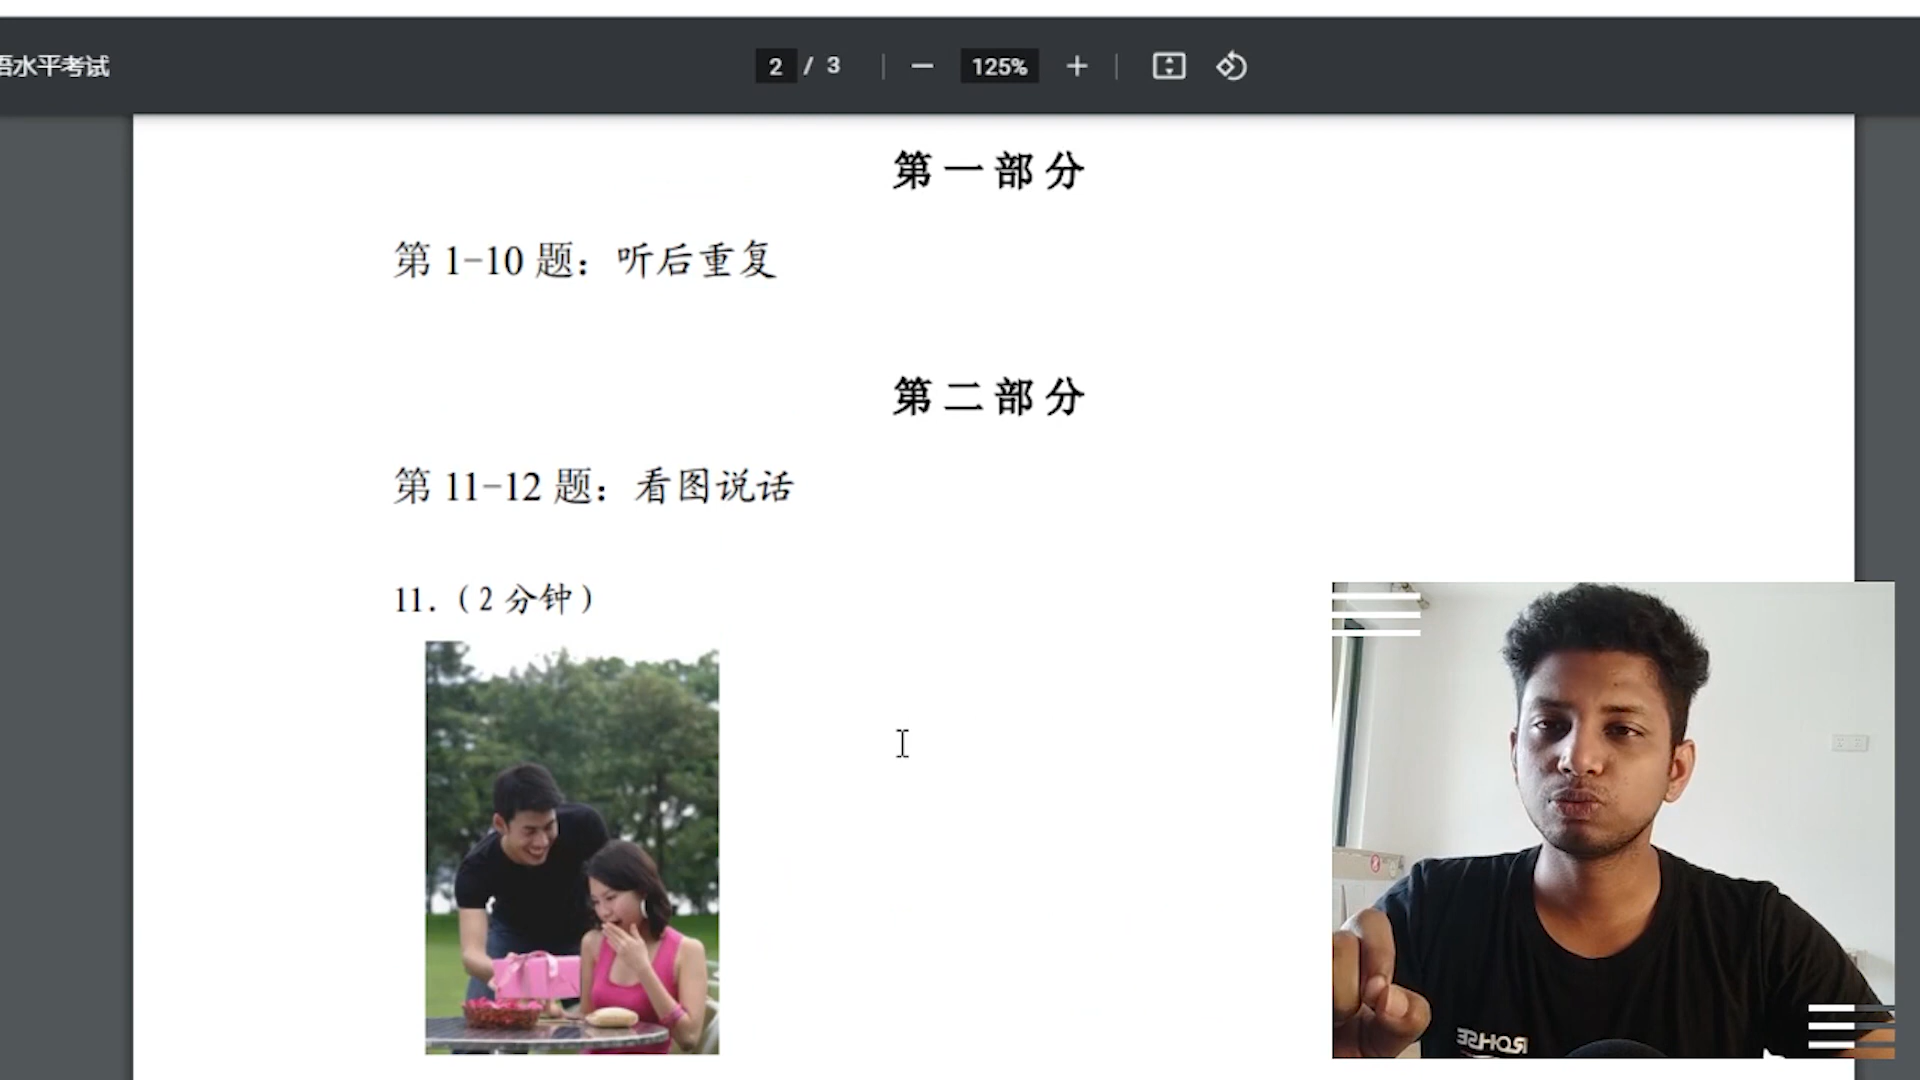 语水平考试
2 / 3
125%
第一部分
第 1-10 题：听后重复
第二部分
第 11-12 题：看图说话
11.（2 分钟）